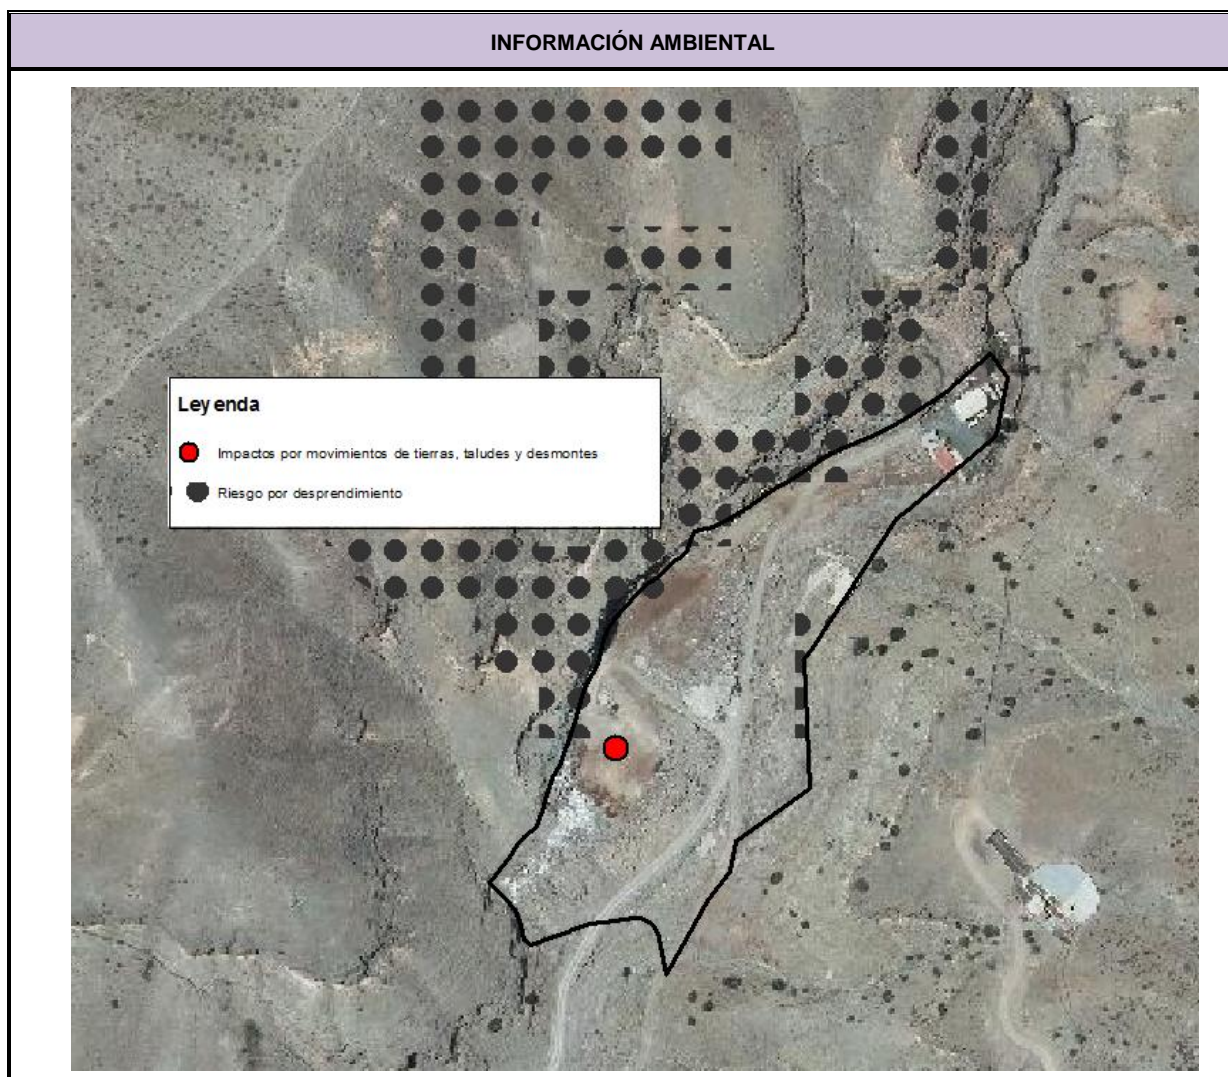 INFORMACIÓN AMBIENTAL
Leyenda
Impactos por movimientos de tierras, taludes y desmontes
Riesgo por desprendimiento